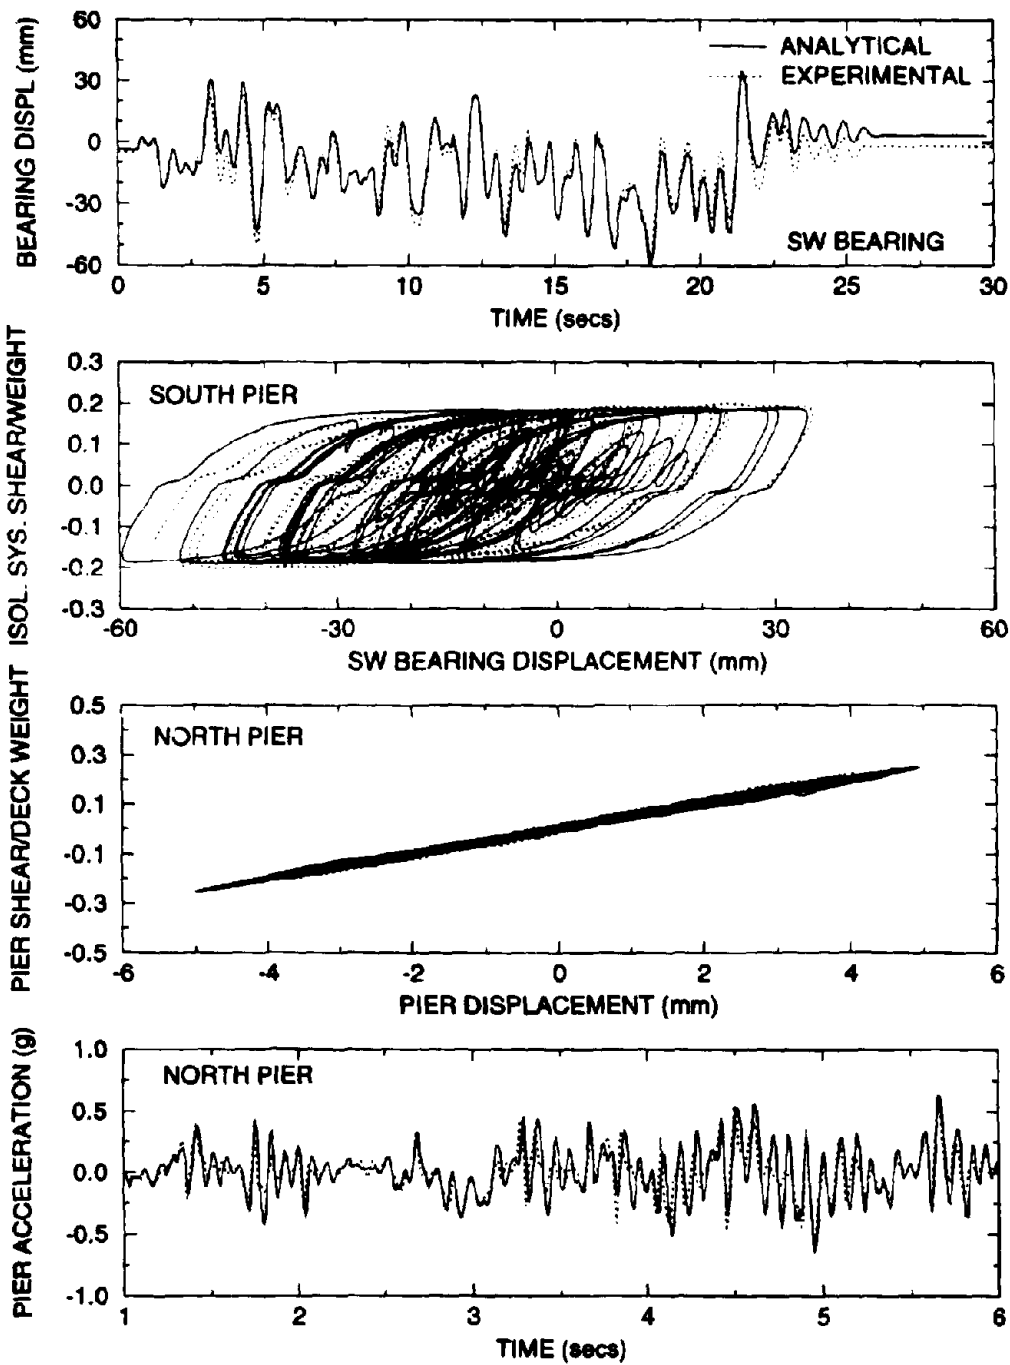 BEARING DISPL (mm)
60
30
0
-30
-60
ANALYTICAL
EXPERIMENTAL
SW BEARING
0 5 10 15 20 25 30
TIME (secs)
ISOL. SYS. SHEAR/WEIGHT
0.3
0.2
0.1
0.0
-0.1
-0.2
-0.3
SOUTH PIER
-60 -30 0 30 60
SW BEARING DISPLACEMENT (mm)
PIER SHEAR/DECK WEIGHT
0.5
0.3
0.1
-0.1
-0.3
-0.5
NORTH PIER
-6 -4 -2 0 2 4 6
PIER DISPLACEMENT (mm)
PIER ACCELERATION (g)
1.0
0.5
0.0
-0.5
-1.0
NORTH PIER
1 2 3 4 5 6
TIME (secs)